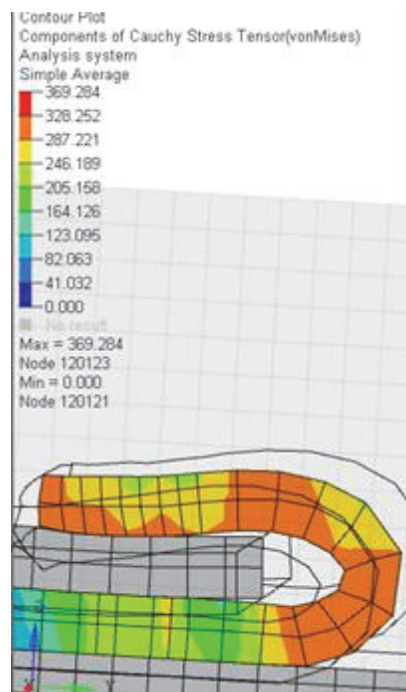 Contour Plot
Components of Cauchy Stress Tensor(vonMises)
Analysis system
Simple Average
369.284
328.252
287.221
246.189
205.158
164.126
123.095
82.063
41.032
0.000
No result
Max = 369.284
Node 120123
Min = 0.000
Node 120121
Y